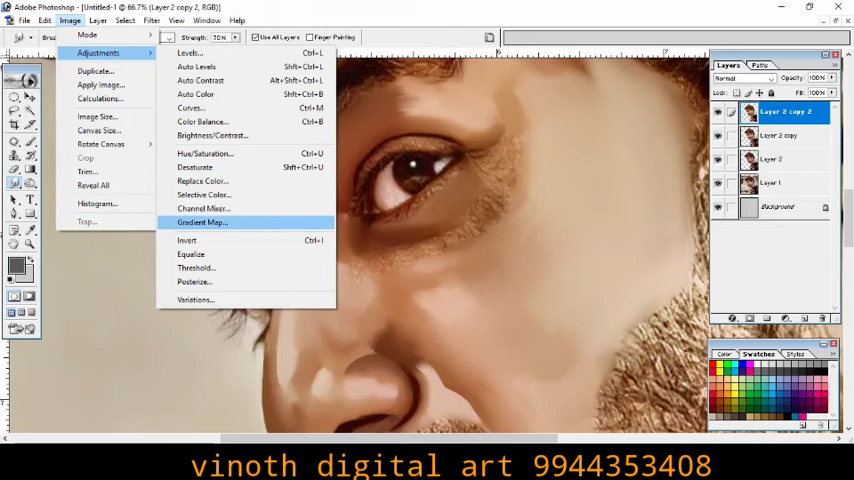 Adobe Photoshop - [Untitled-1 @ 66.7% (Layer 2 copy 2, RGB)]
File Edit Image Layer Select Filter View Window Help
Strength: 70% Use All Layers Finger Painting
Mode
Adjustments
Duplicate...
Apply Image...
Calculations...
Image Size...
Canvas Size...
Rotate Canvas
Crop
Trim...
Reveal All
Histogram...
Trap...
Levels... Ctrl+L
Auto Levels Shft+Ctrl+L
Auto Contrast Alt+Shft+Ctrl+L
Auto Color Shft+Ctrl+B
Curves... Ctrl+M
Color Balance... Ctrl+B
Brightness/Contrast...
Hue/Saturation... Ctrl+U
Desaturate Shft+Ctrl+U
Replace Color...
Selective Color...
Channel Mixer...
Gradient Map...
Invert Ctrl+I
Equalize
Threshold...
Posterize...
Variations...
Layers Paths
Normal Opacity: 100%
Lock: Fill: 100%
Layer 2 copy 2
Layer 2 copy
Layer 2
Layer 1
Background
Color Swatches Styles
vinoth digital art 9944353408